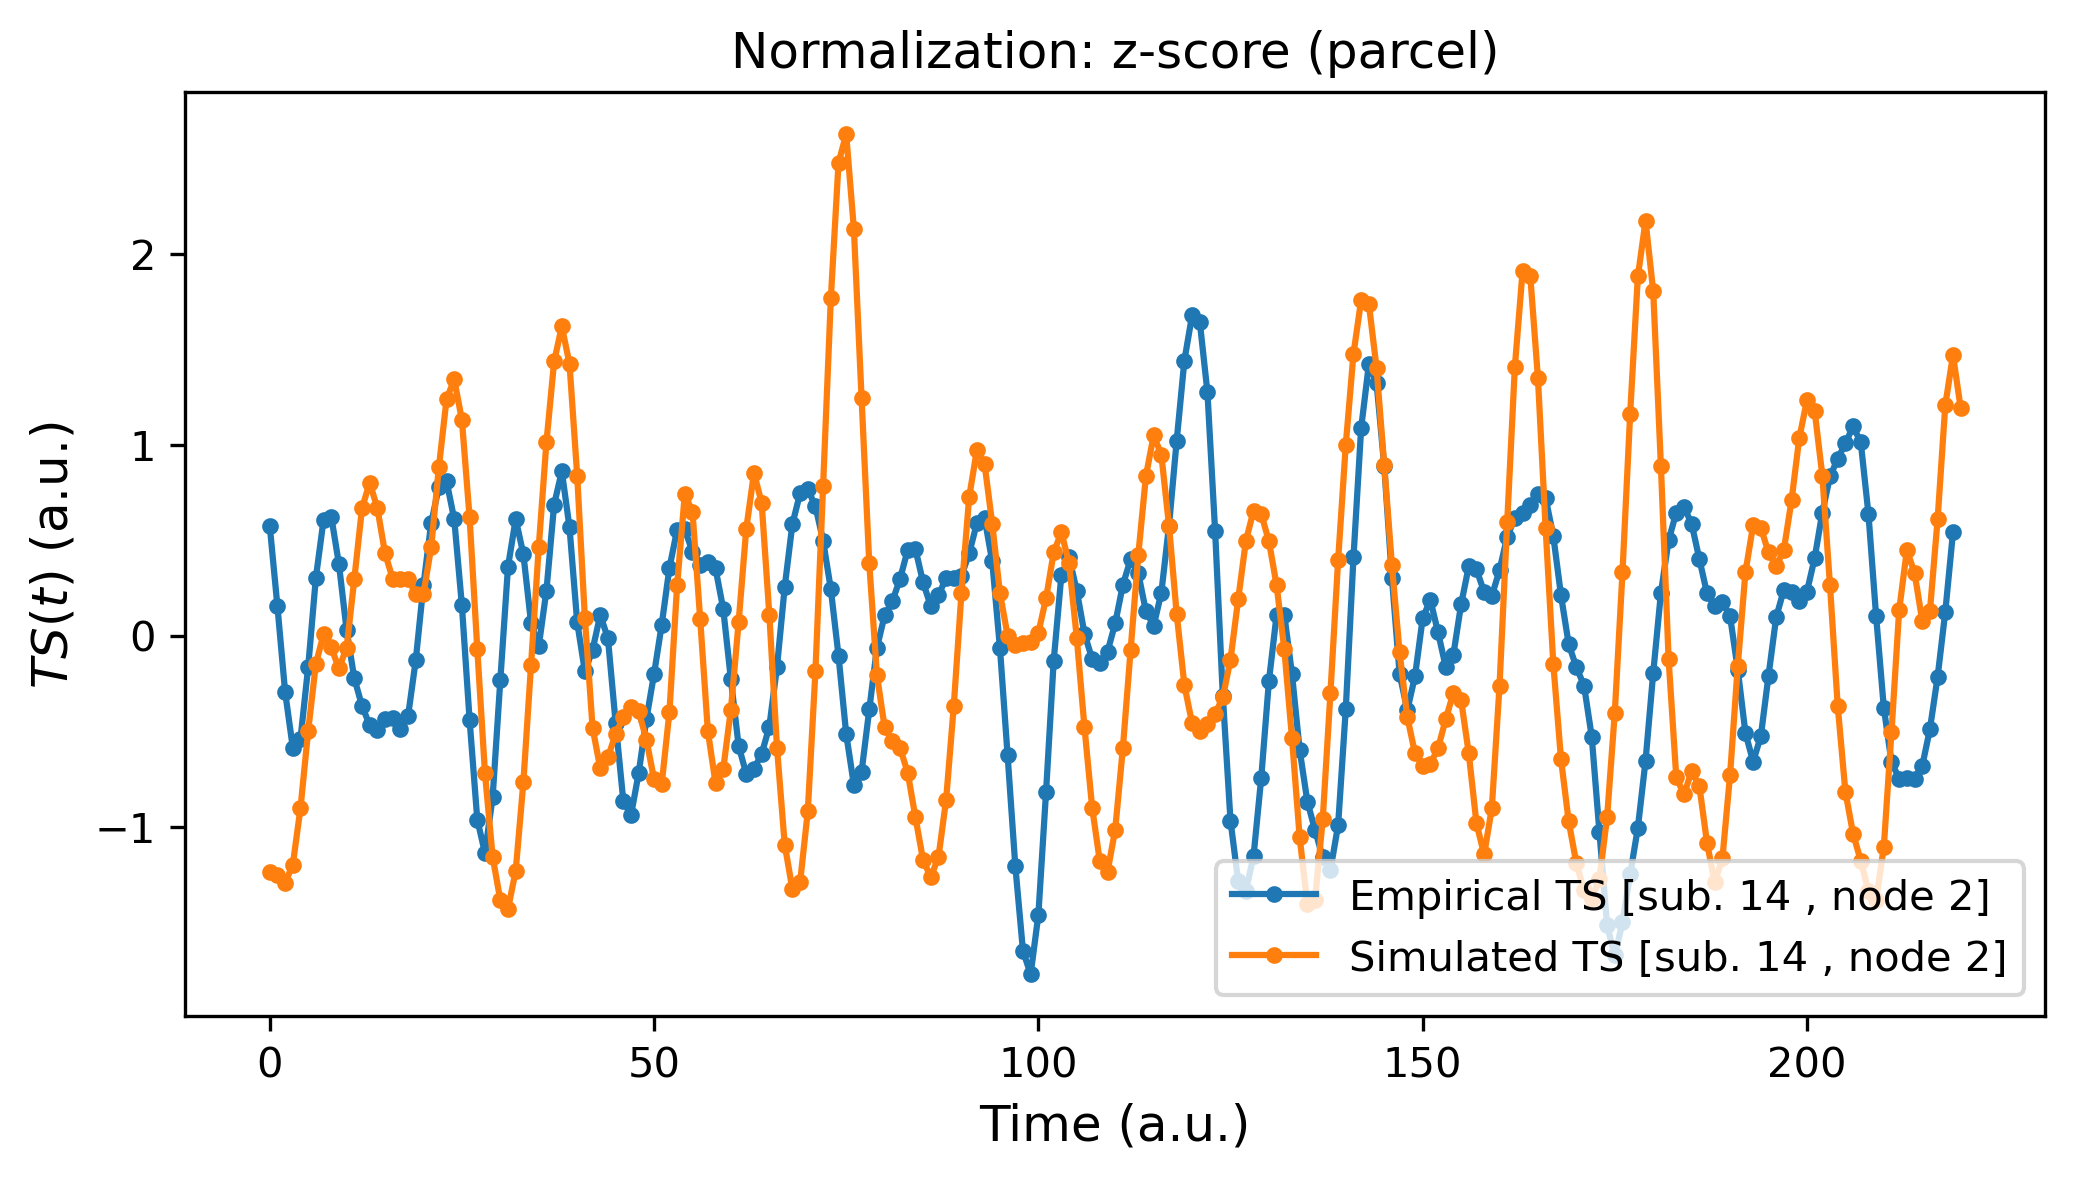 Normalization: z-score (parcel)
TS(t) (a.u.)
2
1
0
−1
Empirical TS [sub. 14 , node 2]
Simulated TS [sub. 14 , node 2]
0 50 100 150 200
Time (a.u.)